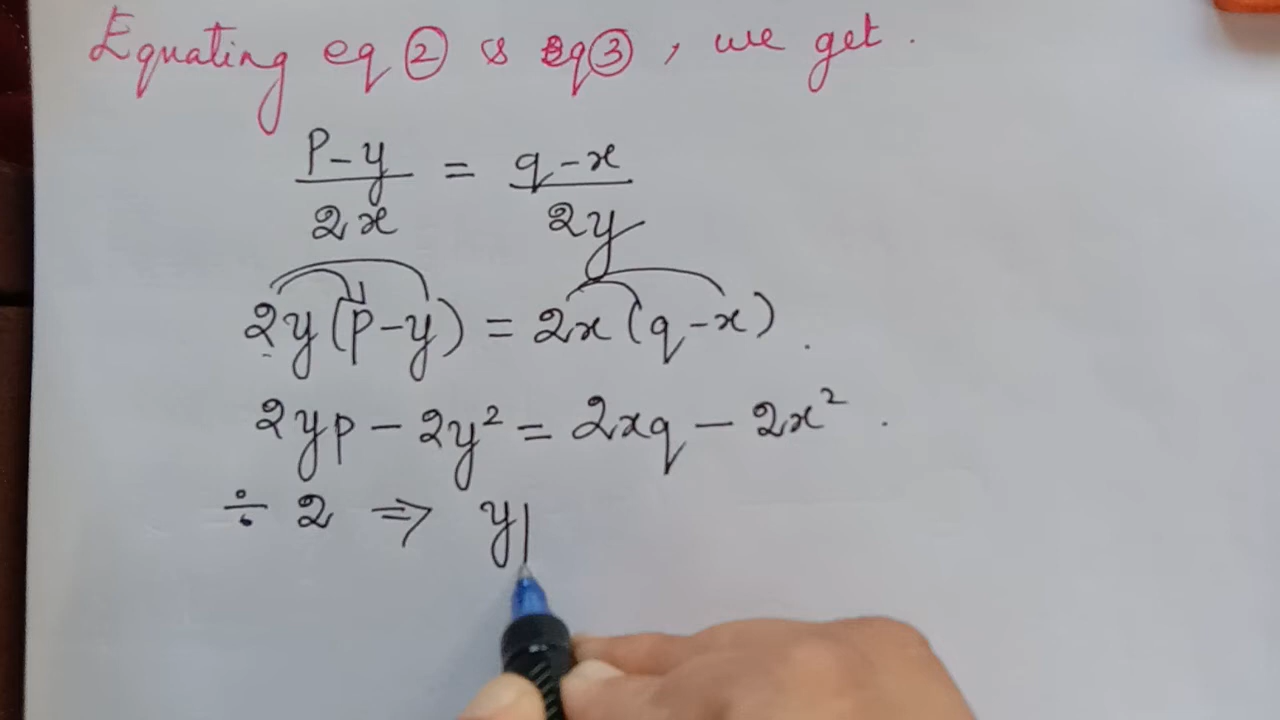 Equating eq ② & eq ③, we get.
P-y/2x = q-x/2y
2y(p-y) = 2x(q-x).
2yp - 2y² = 2xq - 2x².
÷ 2 ⇒ y